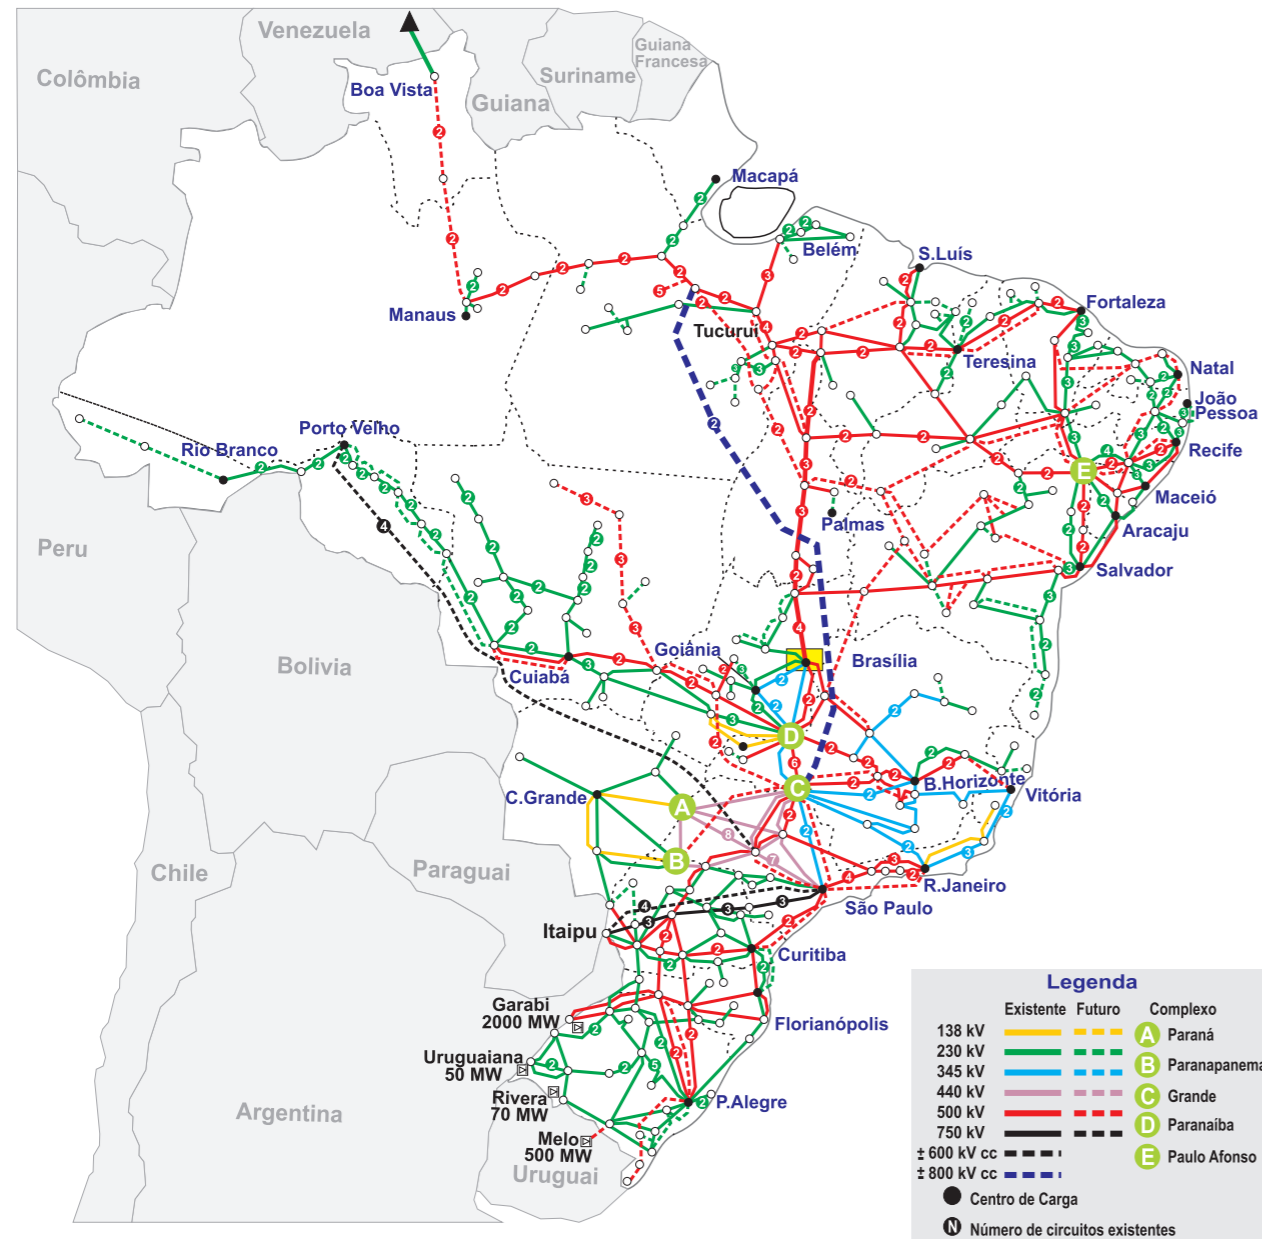 Venezuela
Guiana
Francesa
Colômbia
Suriname
Boa Vista
Guiana
Macapá
Belém
S.Luís
Manaus
Fortaleza
Tucuruí
Teresina
Natal
João
Pessoa
Porto Velho
Rio Branco
Recife
E
Maceió
Palmas
Aracaju
Peru
Salvador
Goiânia
Brasília
Bolivia
Cuiabá
D
C
B.Horizonte
Vitória
C.Grande
A
B
Chile
Paraguai
R.Janeiro
São Paulo
Itaipu
Curitiba
Garabi
2000 MW
Florianópolis
Uruguaiana
50 MW
Rivera
70 MW
P.Alegre
Argentina
Melo
500 MW
Uruguai
Legenda
Existente Futuro Complexo
138 kV A Paraná
230 kV B Paranapanema
345 kV C Grande
440 kV
500 kV D Paranaíba
750 kV
± 600 kV cc E Paulo Afonso
± 800 kV cc
Centro de Carga
N Número de circuitos existentes